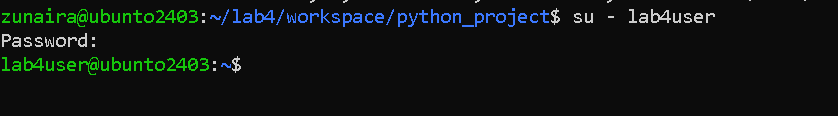 zunaira@ubunto2403:~/lab4/workspace/python_project$ su - lab4user
Password:
lab4user@ubunto2403:~$